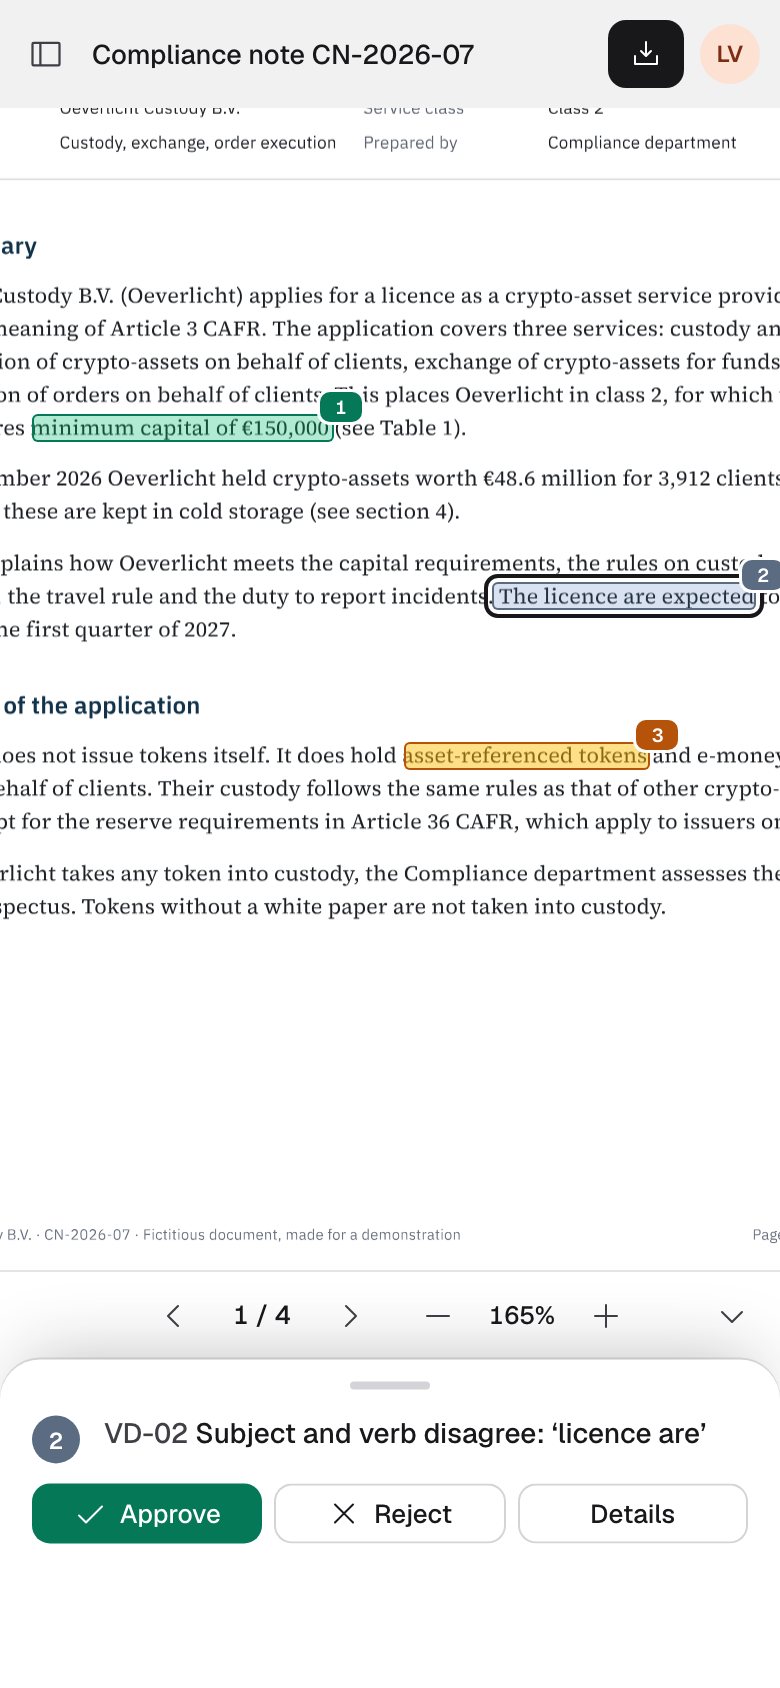 Compliance note CN-2026-07
LV
Oeverlicht Custody B.V. Service class Class 2
Custody, exchange, order execution Prepared by Compliance department
ary
Custody B.V. (Oeverlicht) applies for a licence as a crypto-asset service provid
meaning of Article 3 CAFR. The application covers three services: custody an
ion of crypto-assets on behalf of clients, exchange of crypto-assets for funds
on of orders on behalf of clients. This places Oeverlicht in class 2, for which
1
res minimum capital of €150,000 (see Table 1).
mber 2026 Oeverlicht held crypto-assets worth €48.6 million for 3,912 clients
these are kept in cold storage (see section 4).
plains how Oeverlicht meets the capital requirements, the rules on custod
2
the travel rule and the duty to report incidents. The licence are expected to
he first quarter of 2027.
of the application
3
does not issue tokens itself. It does hold asset-referenced tokens and e-money
ehalf of clients. Their custody follows the same rules as that of other crypto-
pt for the reserve requirements in Article 36 CAFR, which apply to issuers on
rlicht takes any token into custody, the Compliance department assesses the
spectus. Tokens without a white paper are not taken into custody.
y B.V. · CN-2026-07 · Fictitious document, made for a demonstration Page
1 / 4 165%
2 VD-02 Subject and verb disagree: ‘licence are’
Approve Reject Details